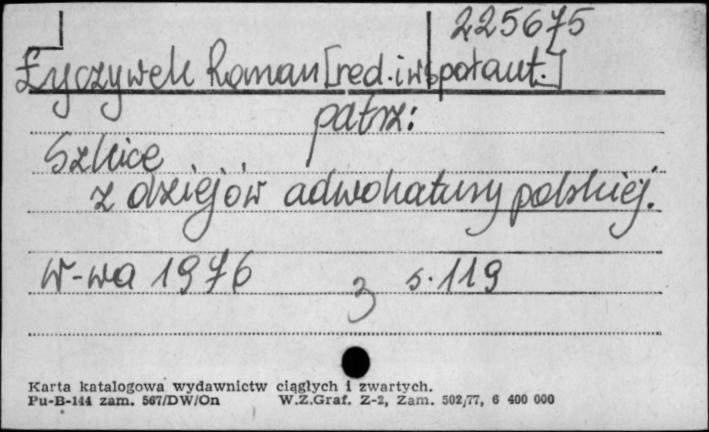 225675
Łyczywek Roman [red. i współaut.]
patrz:
Szkice
z dziejów adwokatury polskiej.
W-wa 1976 s. 119
3
Karta katalogowa wydawnictw ciągłych i zwartych.
Pu-B-144 zam. 567/DW/On W.Z.Graf. Z-2, Zam. 502/77, 6 400 000